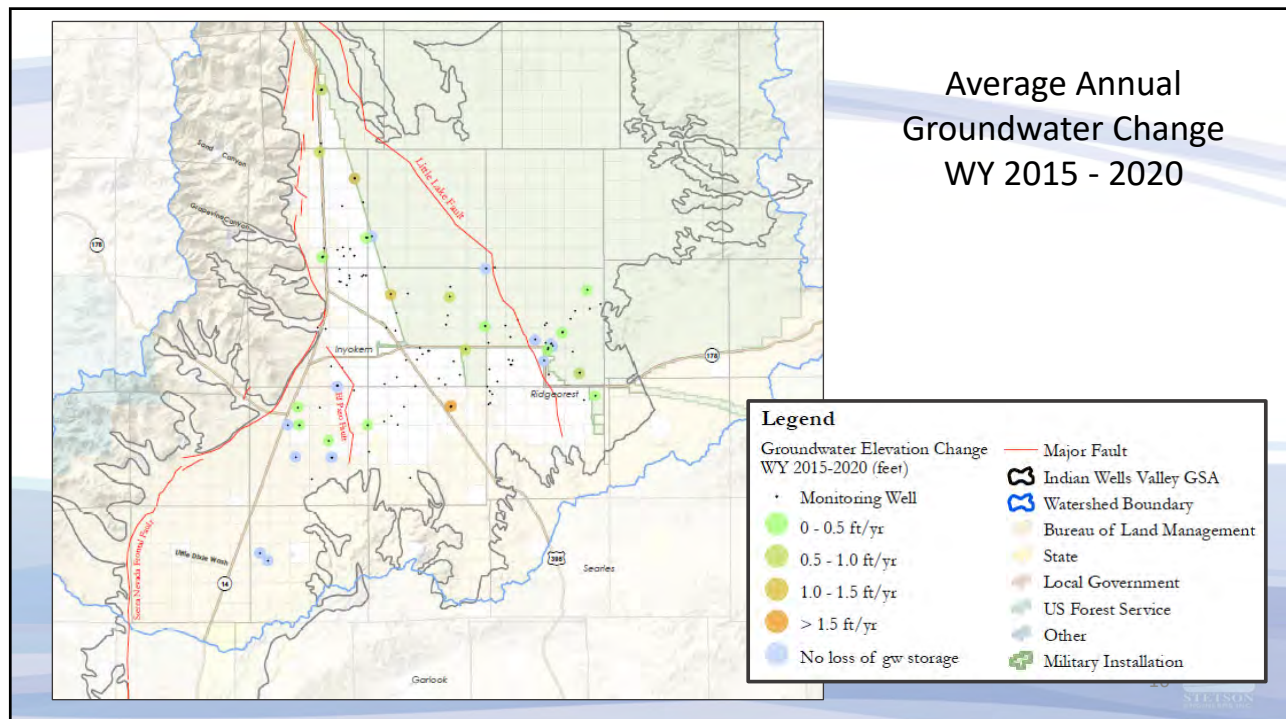 Average Annual
Groundwater Change
WY 2015 - 2020
Sand Canyon
Grapevine Canyon
178
Little Lake Fault
Inyokern
178
Ridgecrest
El Paso Fault
Sierra Nevada Frontal Fault
Little Dixie Wash
14
395
Searles
Garlock
Legend
Groundwater Elevation Change
WY 2015-2020 (feet)
Monitoring Well
0 - 0.5 ft/yr
0.5 - 1.0 ft/yr
1.0 - 1.5 ft/yr
> 1.5 ft/yr
No loss of gw storage
Major Fault
Indian Wells Valley GSA
Watershed Boundary
Bureau of Land Management
State
Local Government
US Forest Service
Other
Military Installation
STETSON